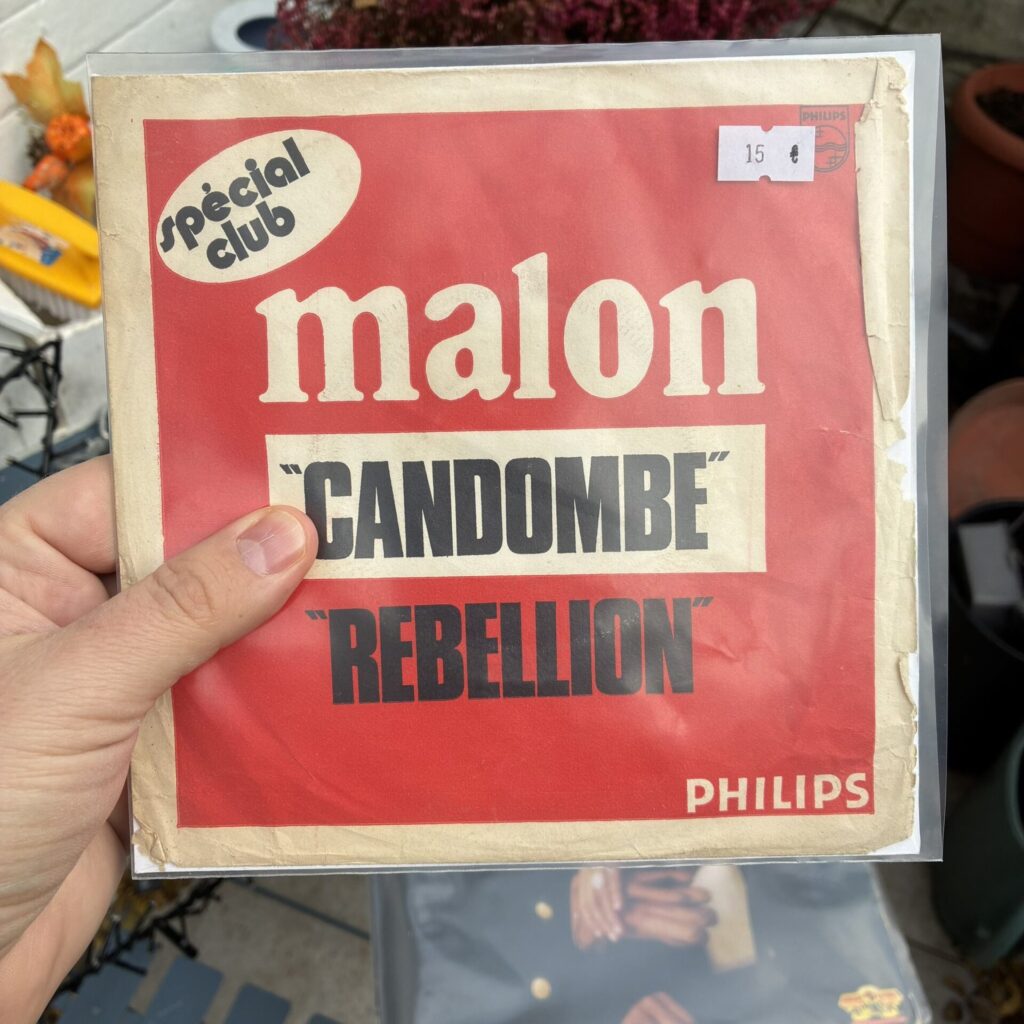 spécial
club
PHILIPS
15 €
malon
"CANDOMBE"
"REBELLION"
PHILIPS